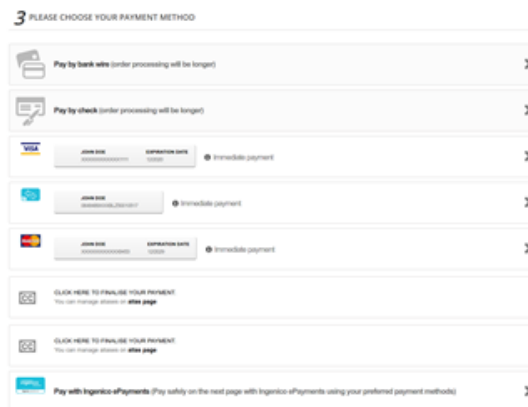 3 PLEASE CHOOSE YOUR PAYMENT METHOD
Pay by bank wire (order processing will be longer)
Pay by check (order processing will be longer)
VISA
JOHN DOE EXPIRATION DATE
Immediate payment
JOHN DOE
Immediate payment
JOHN DOE EXPIRATION DATE
Immediate payment
CLICK HERE TO FINALISE YOUR PAYMENT
You can manage aliases on alias page
CLICK HERE TO FINALISE YOUR PAYMENT
You can manage aliases on alias page
Pay with Ingenico ePayments (Pay safely on the next page with Ingenico ePayments using your preferred payment methods)